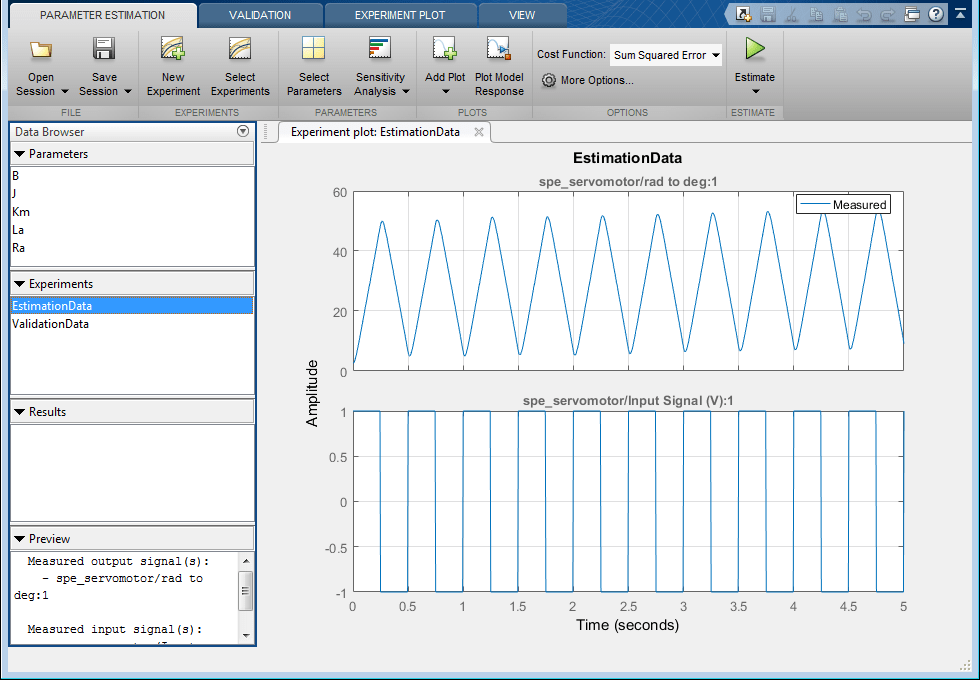 PARAMETER ESTIMATION VALIDATION EXPERIMENT PLOT VIEW
Open Session
Save Session
New Experiment
Select Experiments
Select Parameters
Sensitivity Analysis
Add Plot
Plot Model Response
Cost Function: Sum Squared Error
More Options...
Estimate
FILE EXPERIMENTS PARAMETERS PLOTS OPTIONS ESTIMATE
Data Browser
Parameters
B
J
Km
La
Ra
Experiments
EstimationData
ValidationData
Results
Preview
Measured output signal(s):
- spe_servomotor/rad to
deg:1
Measured input signal(s):
Experiment plot: EstimationData
EstimationData
spe_servomotor/rad to deg:1
Measured
60
40
20
0
Amplitude
spe_servomotor/Input Signal (V):1
1
0.5
0
-0.5
-1
0 0.5 1 1.5 2 2.5 3 3.5 4 4.5 5
Time (seconds)